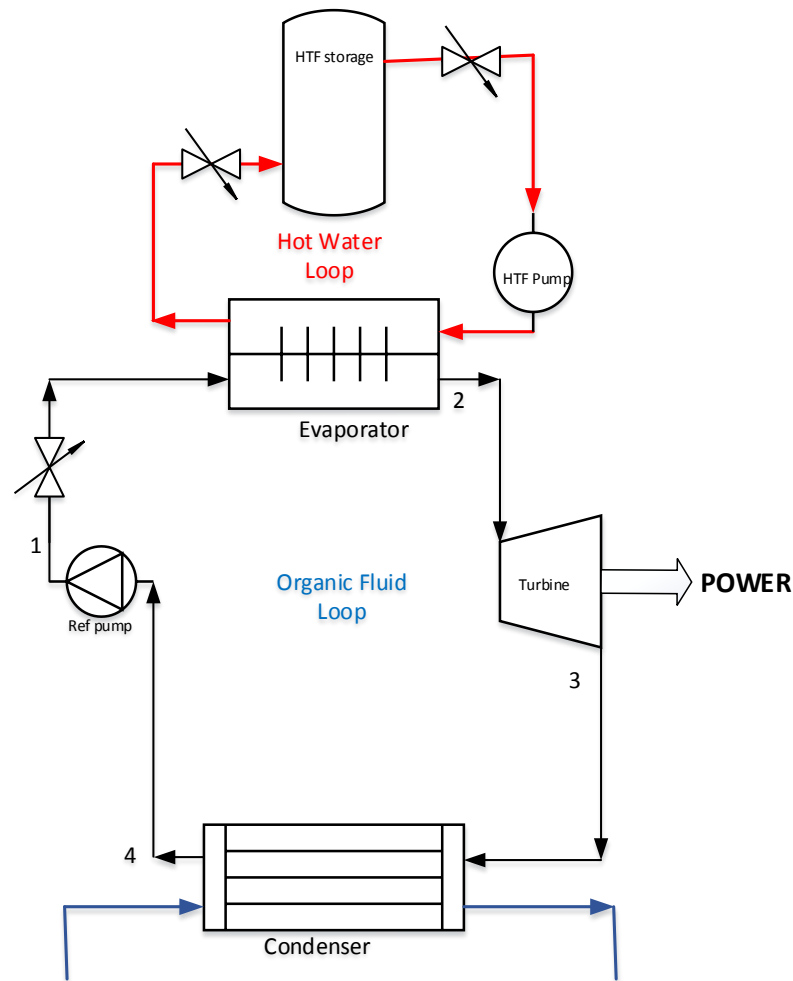 HTF storage
Hot Water
Loop
HTF Pump
2
Evaporator
1
Organic Fluid
Loop
Turbine
POWER
Ref pump
3
4
Condenser